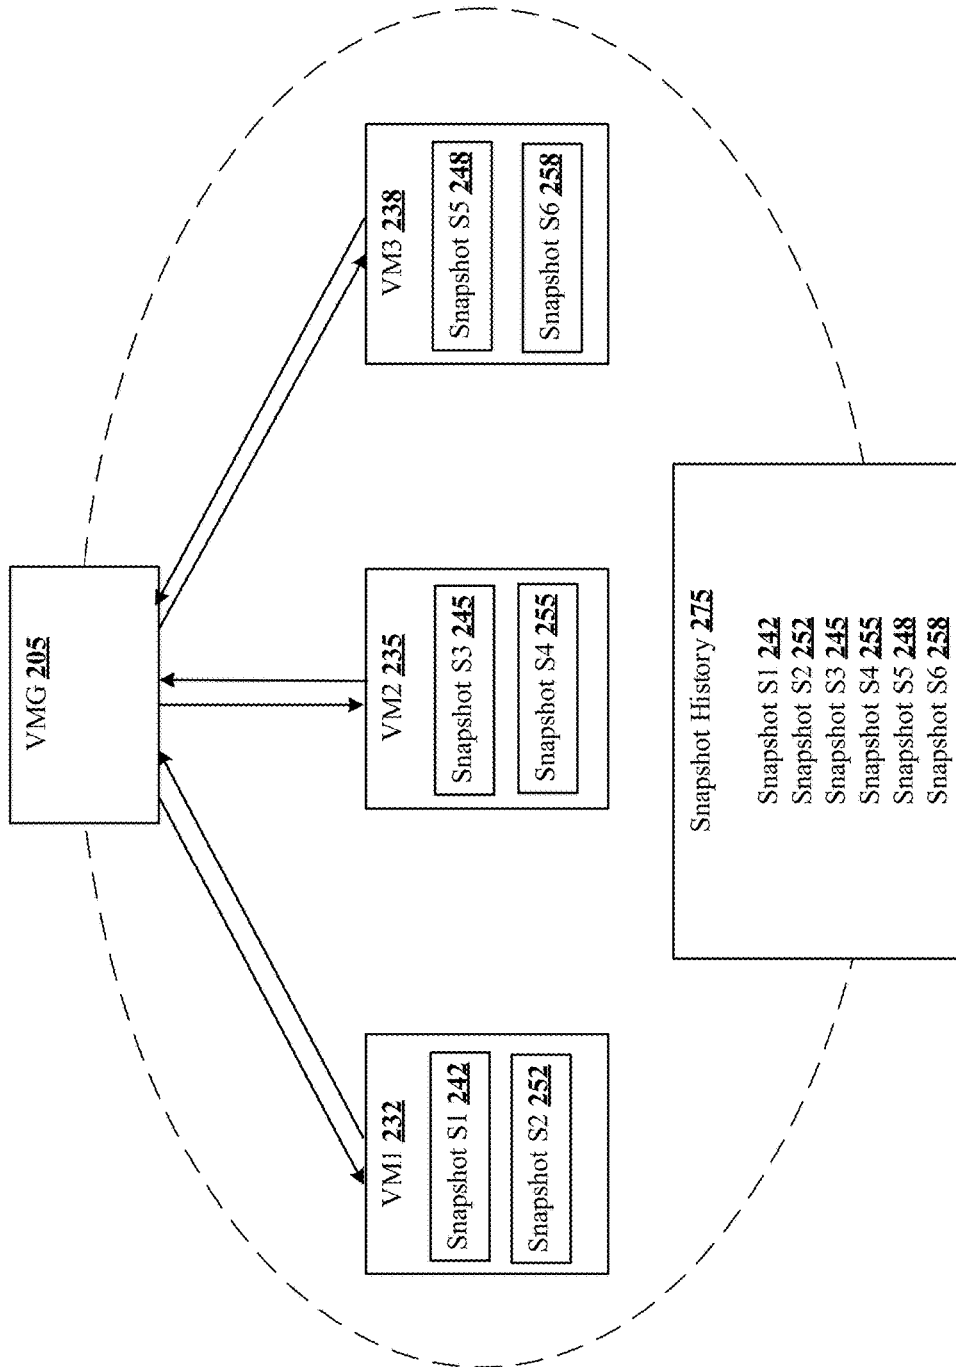 VMG 205
VM1 232
Snapshot S1 242
Snapshot S2 252
VM2 235
Snapshot S3 245
Snapshot S4 255
VM3 238
Snapshot S5 248
Snapshot S6 258
Snapshot History 275
Snapshot S1 242
Snapshot S2 252
Snapshot S3 245
Snapshot S4 255
Snapshot S5 248
Snapshot S6 258